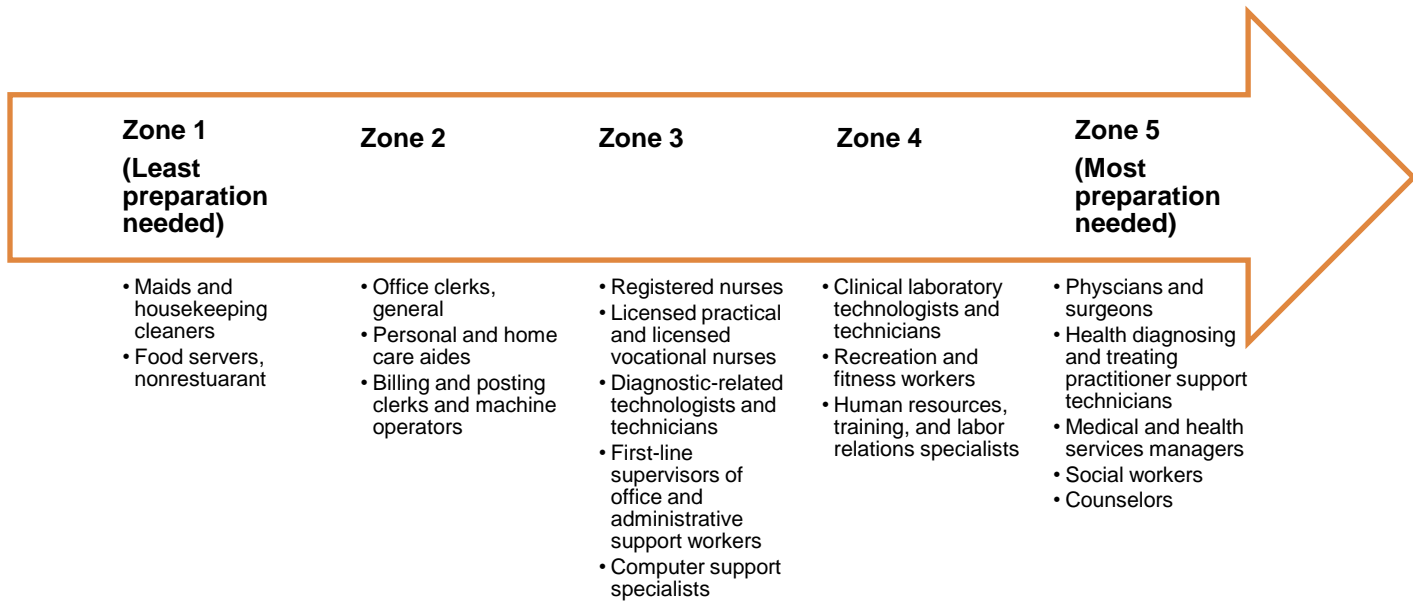 Zone 1
(Least
preparation
needed)
• Maids and
housekeeping
cleaners
• Food servers,
nonrestuarant
Zone 2
• Office clerks,
general
• Personal and home
care aides
• Billing and posting
clerks and machine
operators
Zone 3
• Registered nurses
• Licensed practical
and licensed
vocational nurses
• Diagnostic-related
technologists and
technicians
• First-line
supervisors of
office and
administrative
support workers
• Computer support
specialists
Zone 4
• Clinical laboratory
technologists and
technicians
• Recreation and
fitness workers
• Human resources,
training, and labor
relations specialists
Zone 5
(Most
preparation
needed)
• Physcians and
surgeons
• Health diagnosing
and treating
practitioner support
technicians
• Medical and health
services managers
• Social workers
• Counselors